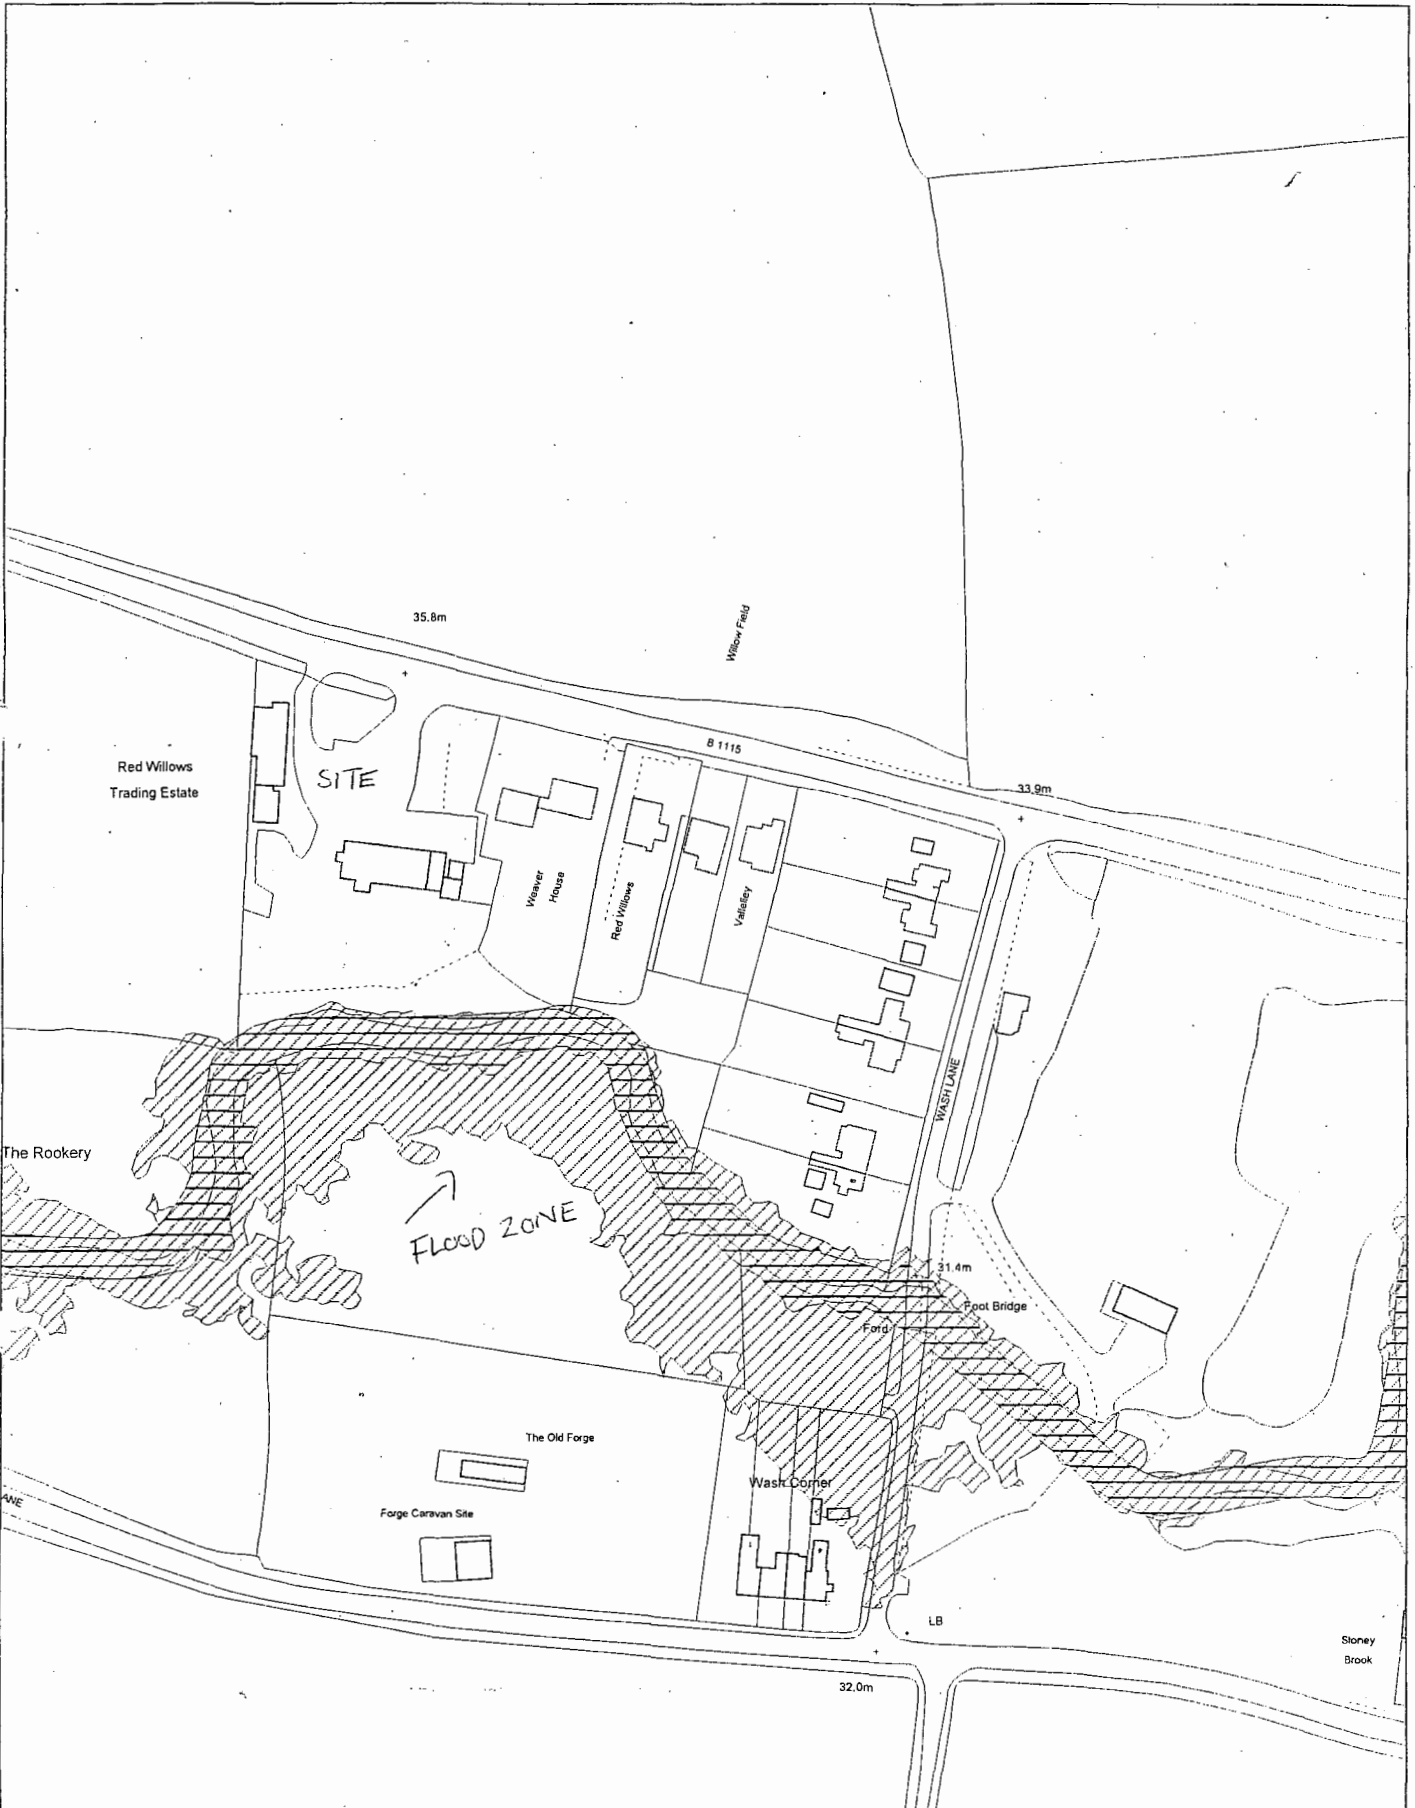 35.8m
Willow Field
B 1115
Red Willows
Trading Estate
SITE
33.9m
Weaver
House
Red Willows
Vallelley
WASH LANE
The Rookery
FLOOD ZONE
31.4m
Foot Bridge
Ford
The Old Forge
Wash Corner
ANE
Forge Caravan Site
LB
Stoney
Brook
32.0m